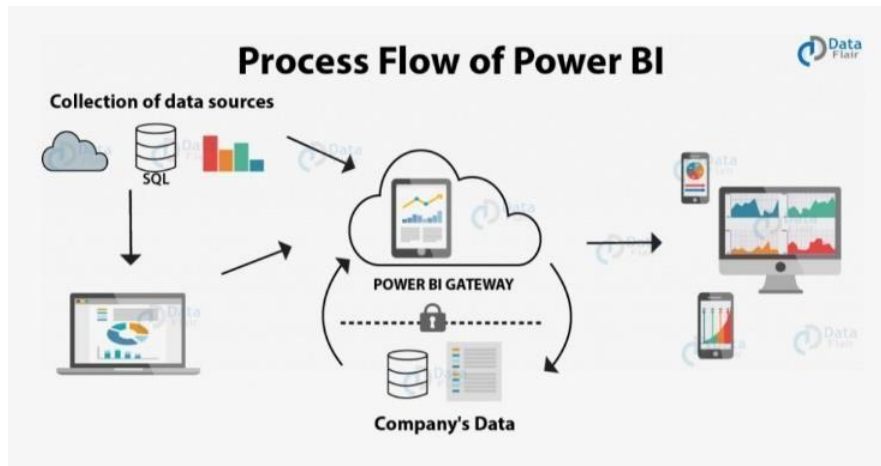 Process Flow of Power BI
Data
Flair
Collection of data sources
SQL
POWER BI GATEWAY
Company's Data